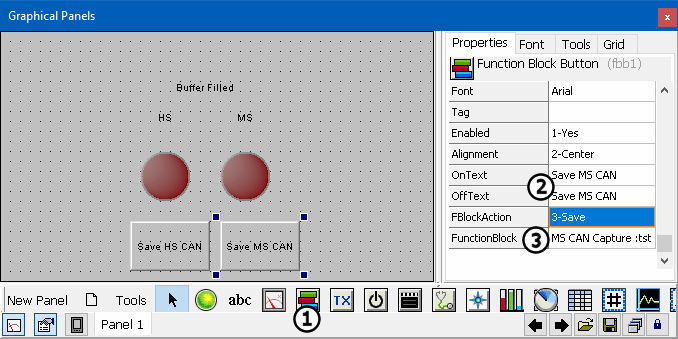 Graphical Panels
x
Properties Font Tools Grid
Function Block Button (fbb1)
Buffer Filled
HS MS
Save HS CAN Save MS CAN
Font Arial
Tag
Enabled 1-Yes
Alignment 2-Center
OnText Save MS CAN
2
OffText Save MS CAN
FBlockAction 3-Save
FunctionBlock 3 MS CAN Capture :tst
New Panel Tools abc TX
1
Panel 1